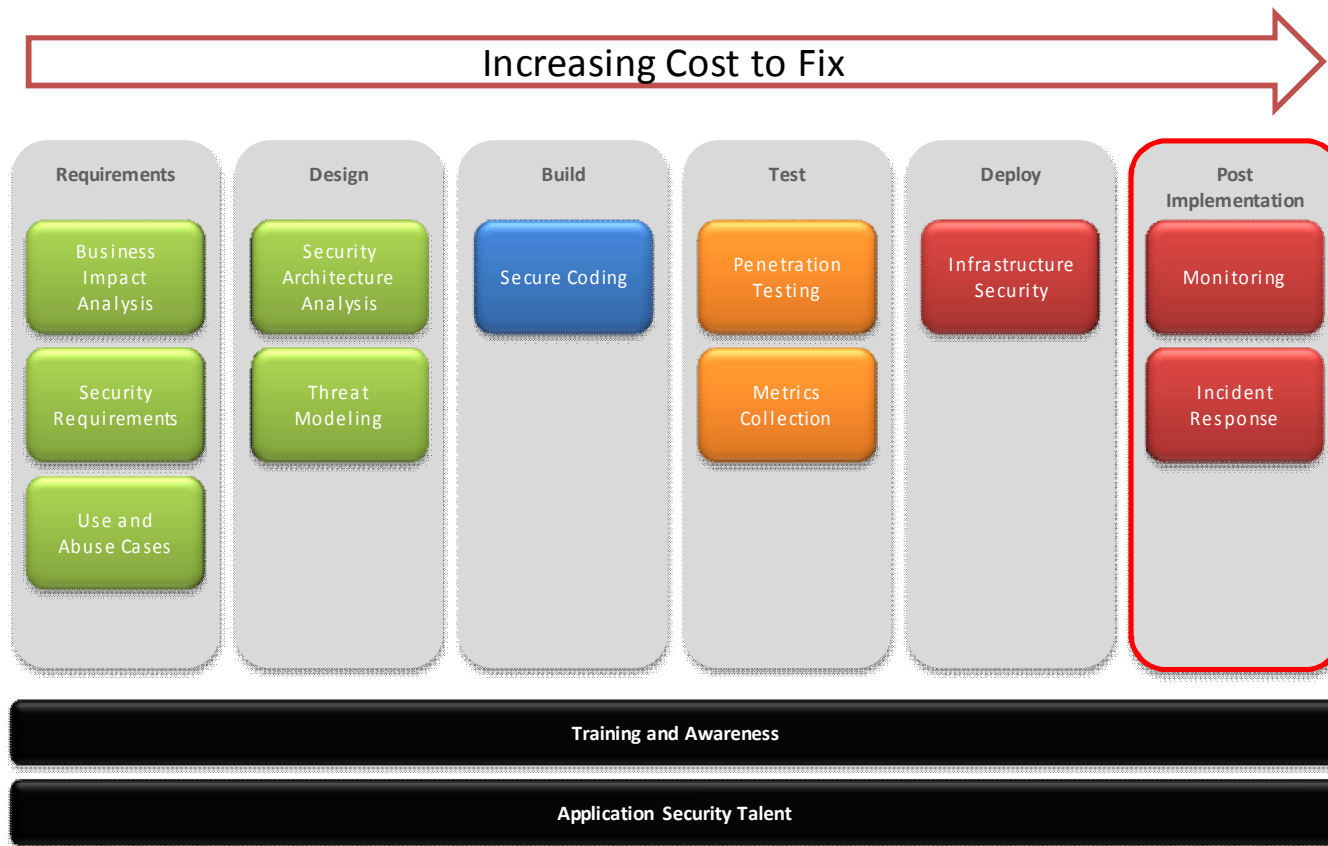 Increasing Cost to Fix
Requirements
Business
Impact
Analysis
Security
Requirements
Use and
Abuse Cases
Design
Security
Architecture
Analysis
Threat
Modeling
Build
Secure Coding
Test
Penetration
Testing
Metrics
Collection
Deploy
Infrastructure
Security
Post
Implementation
Monitoring
Incident
Response
Training and Awareness
Application Security Talent